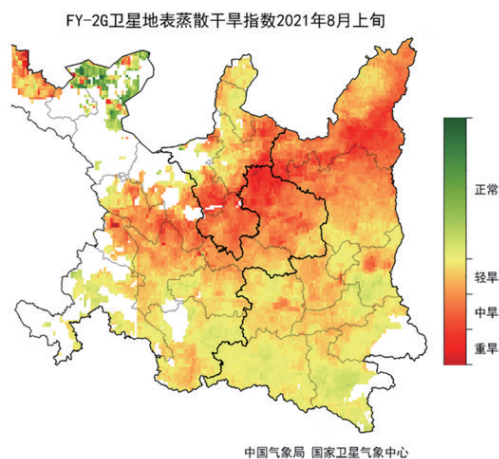 FY-2G卫星地表蒸散干旱指数2021年8月上旬
正常
轻旱
中旱
重旱
中国气象局 国家卫星气象中心